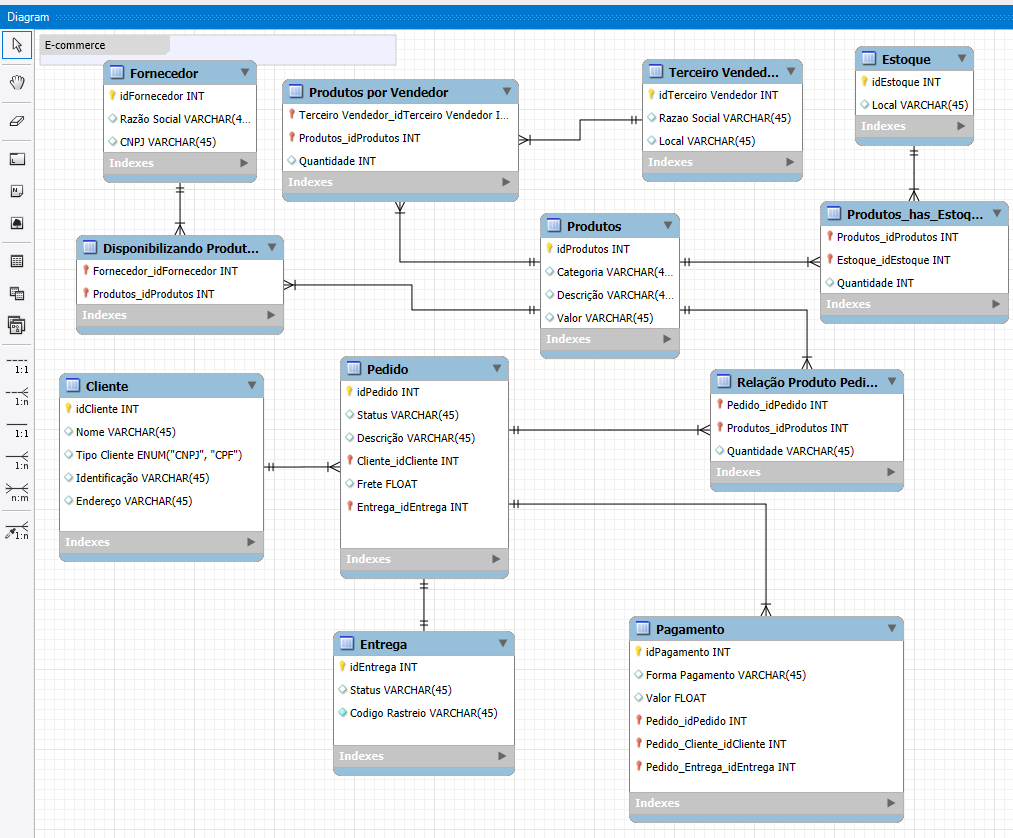 Diagram
E-commerce
Fornecedor
idFornecedor INT
Razão Social VARCHAR(4...
CNPJ VARCHAR(45)
Indexes
Produtos por Vendedor
Terceiro Vendedor_idTerceiro Vendedor I...
Produtos_idProdutos INT
Quantidade INT
Indexes
Terceiro Vended...
idTerceiro Vendedor INT
Razao Social VARCHAR(45)
Local VARCHAR(45)
Indexes
Estoque
idEstoque INT
Local VARCHAR(45)
Indexes
Disponibilizando Produt...
Fornecedor_idFornecedor INT
Produtos_idProdutos INT
Indexes
Produtos
idProdutos INT
Categoria VARCHAR(4...
Descrição VARCHAR(4...
Valor VARCHAR(45)
Indexes
Produtos_has_Estoq...
Produtos_idProdutos INT
Estoque_idEstoque INT
Quantidade INT
Indexes
Cliente
idCliente INT
Nome VARCHAR(45)
Tipo Cliente ENUM("CNPJ", "CPF")
Identificação VARCHAR(45)
Endereço VARCHAR(45)
Indexes
Pedido
idPedido INT
Status VARCHAR(45)
Descrição VARCHAR(45)
Cliente_idCliente INT
Frete FLOAT
Entrega_idEntrega INT
Indexes
Relação Produto Pedi...
Pedido_idPedido INT
Produtos_idProdutos INT
Quantidade VARCHAR(45)
Indexes
Entrega
idEntrega INT
Status VARCHAR(45)
Codigo Rastreio VARCHAR(45)
Indexes
Pagamento
idPagamento INT
Forma Pagamento VARCHAR(45)
Valor FLOAT
Pedido_idPedido INT
Pedido_Cliente_idCliente INT
Pedido_Entrega_idEntrega INT
Indexes
1:1
1:n
1:1
1:n
n:m
1:n